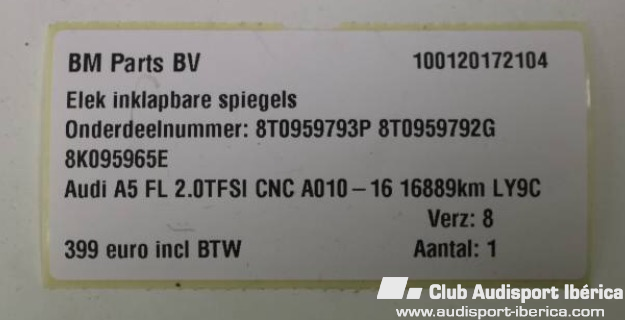 BM Parts BV 100120172104
Elek inklapbare spiegels
Onderdeelnummer: 8T0959793P 8T0959792G
8K095965E
Audi A5 FL 2.0TFSI CNC A010 – 16 16889km LY9C
Verz: 8
399 euro incl BTW Aantal: 1
Club Audisport Ibérica
www.audisport-iberica.com